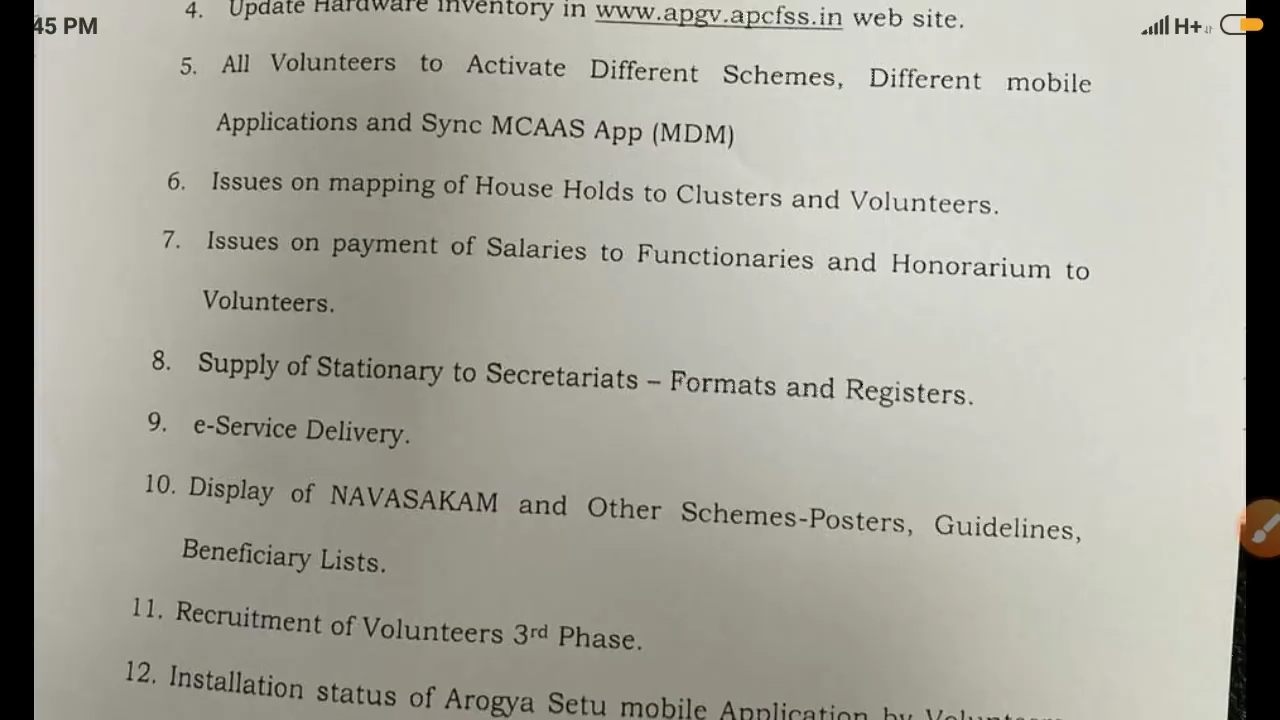 45 PM
H+
4. Update Hardware inventory in www.apgv.apcfss.in web site.
5. All Volunteers to Activate Different Schemes, Different mobile
Applications and Sync MCAAS App (MDM)
6. Issues on mapping of House Holds to Clusters and Volunteers.
7. Issues on payment of Salaries to Functionaries and Honorarium to
Volunteers.
8. Supply of Stationary to Secretariats – Formats and Registers.
9. e-Service Delivery.
10. Display of NAVASAKAM and Other Schemes-Posters, Guidelines,
Beneficiary Lists.
11. Recruitment of Volunteers 3rd Phase.
12. Installation status of Arogya Setu mobile Application by